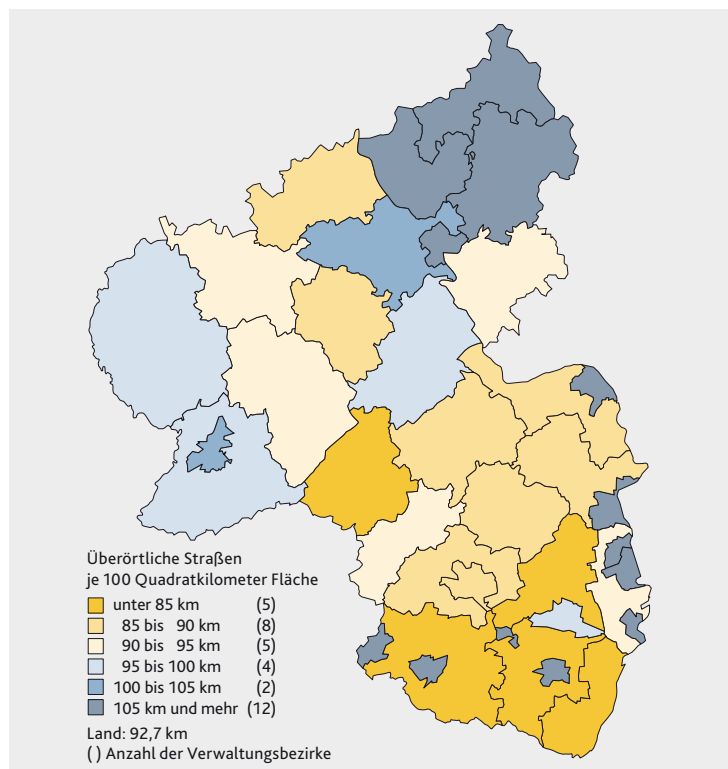 Überörtliche Straßen
je 100 Quadratkilometer Fläche
unter 85 km (5)
85 bis 90 km (8)
90 bis 95 km (5)
95 bis 100 km (4)
100 bis 105 km (2)
105 km und mehr (12)
Land: 92,7 km
( ) Anzahl der Verwaltungsbezirke